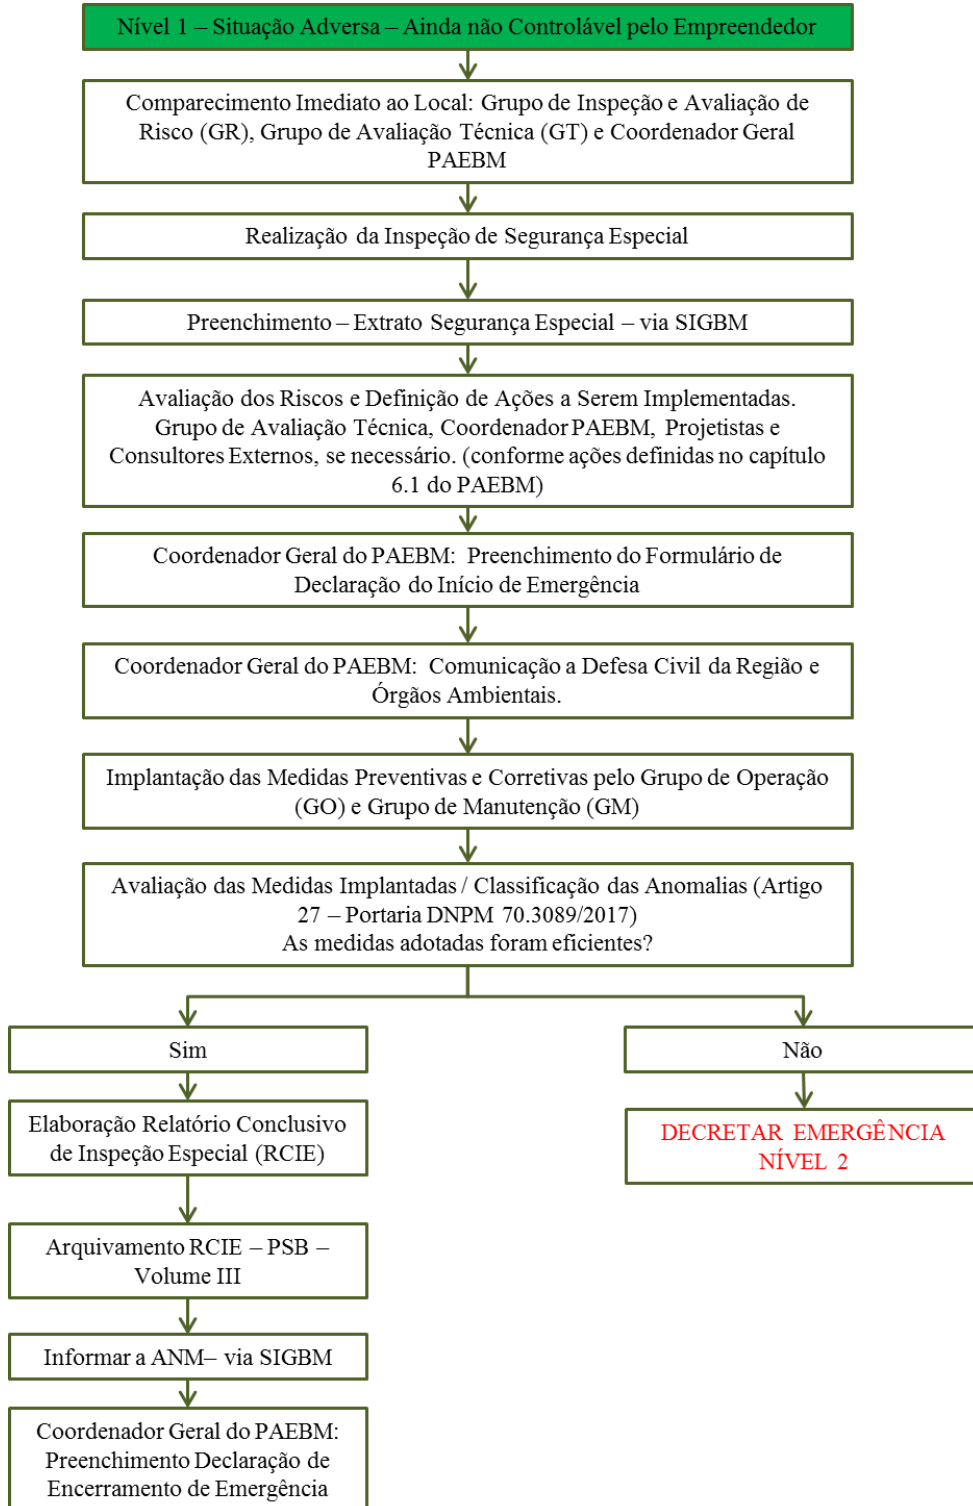 Nível 1 – Situação Adversa – Ainda não Controlável pelo Empreendedor
Comparecimento Imediato ao Local: Grupo de Inspeção e Avaliação de
Risco (GR), Grupo de Avaliação Técnica (GT) e Coordenador Geral
PAEBM
Realização da Inspeção de Segurança Especial
Preenchimento – Extrato Segurança Especial – via SIGBM
Avaliação dos Riscos e Definição de Ações a Serem Implementadas.
Grupo de Avaliação Técnica, Coordenador PAEBM, Projetistas e
Consultores Externos, se necessário. (conforme ações definidas no capítulo
6.1 do PAEBM)
Coordenador Geral do PAEBM: Preenchimento do Formulário de
Declaração do Início de Emergência
Coordenador Geral do PAEBM: Comunicação a Defesa Civil da Região e
Órgãos Ambientais.
Implantação das Medidas Preventivas e Corretivas pelo Grupo de Operação
(GO) e Grupo de Manutenção (GM)
Avaliação das Medidas Implantadas / Classificação das Anomalias (Artigo
27 – Portaria DNPM 70.3089/2017)
As medidas adotadas foram eficientes?
Sim
Não
Elaboração Relatório Conclusivo
de Inspeção Especial (RCIE)
DECRETAR EMERGÊNCIA
NÍVEL 2
Arquivamento RCIE – PSB –
Volume III
Informar a ANM– via SIGBM
Coordenador Geral do PAEBM:
Preenchimento Declaração de
Encerramento de Emergência